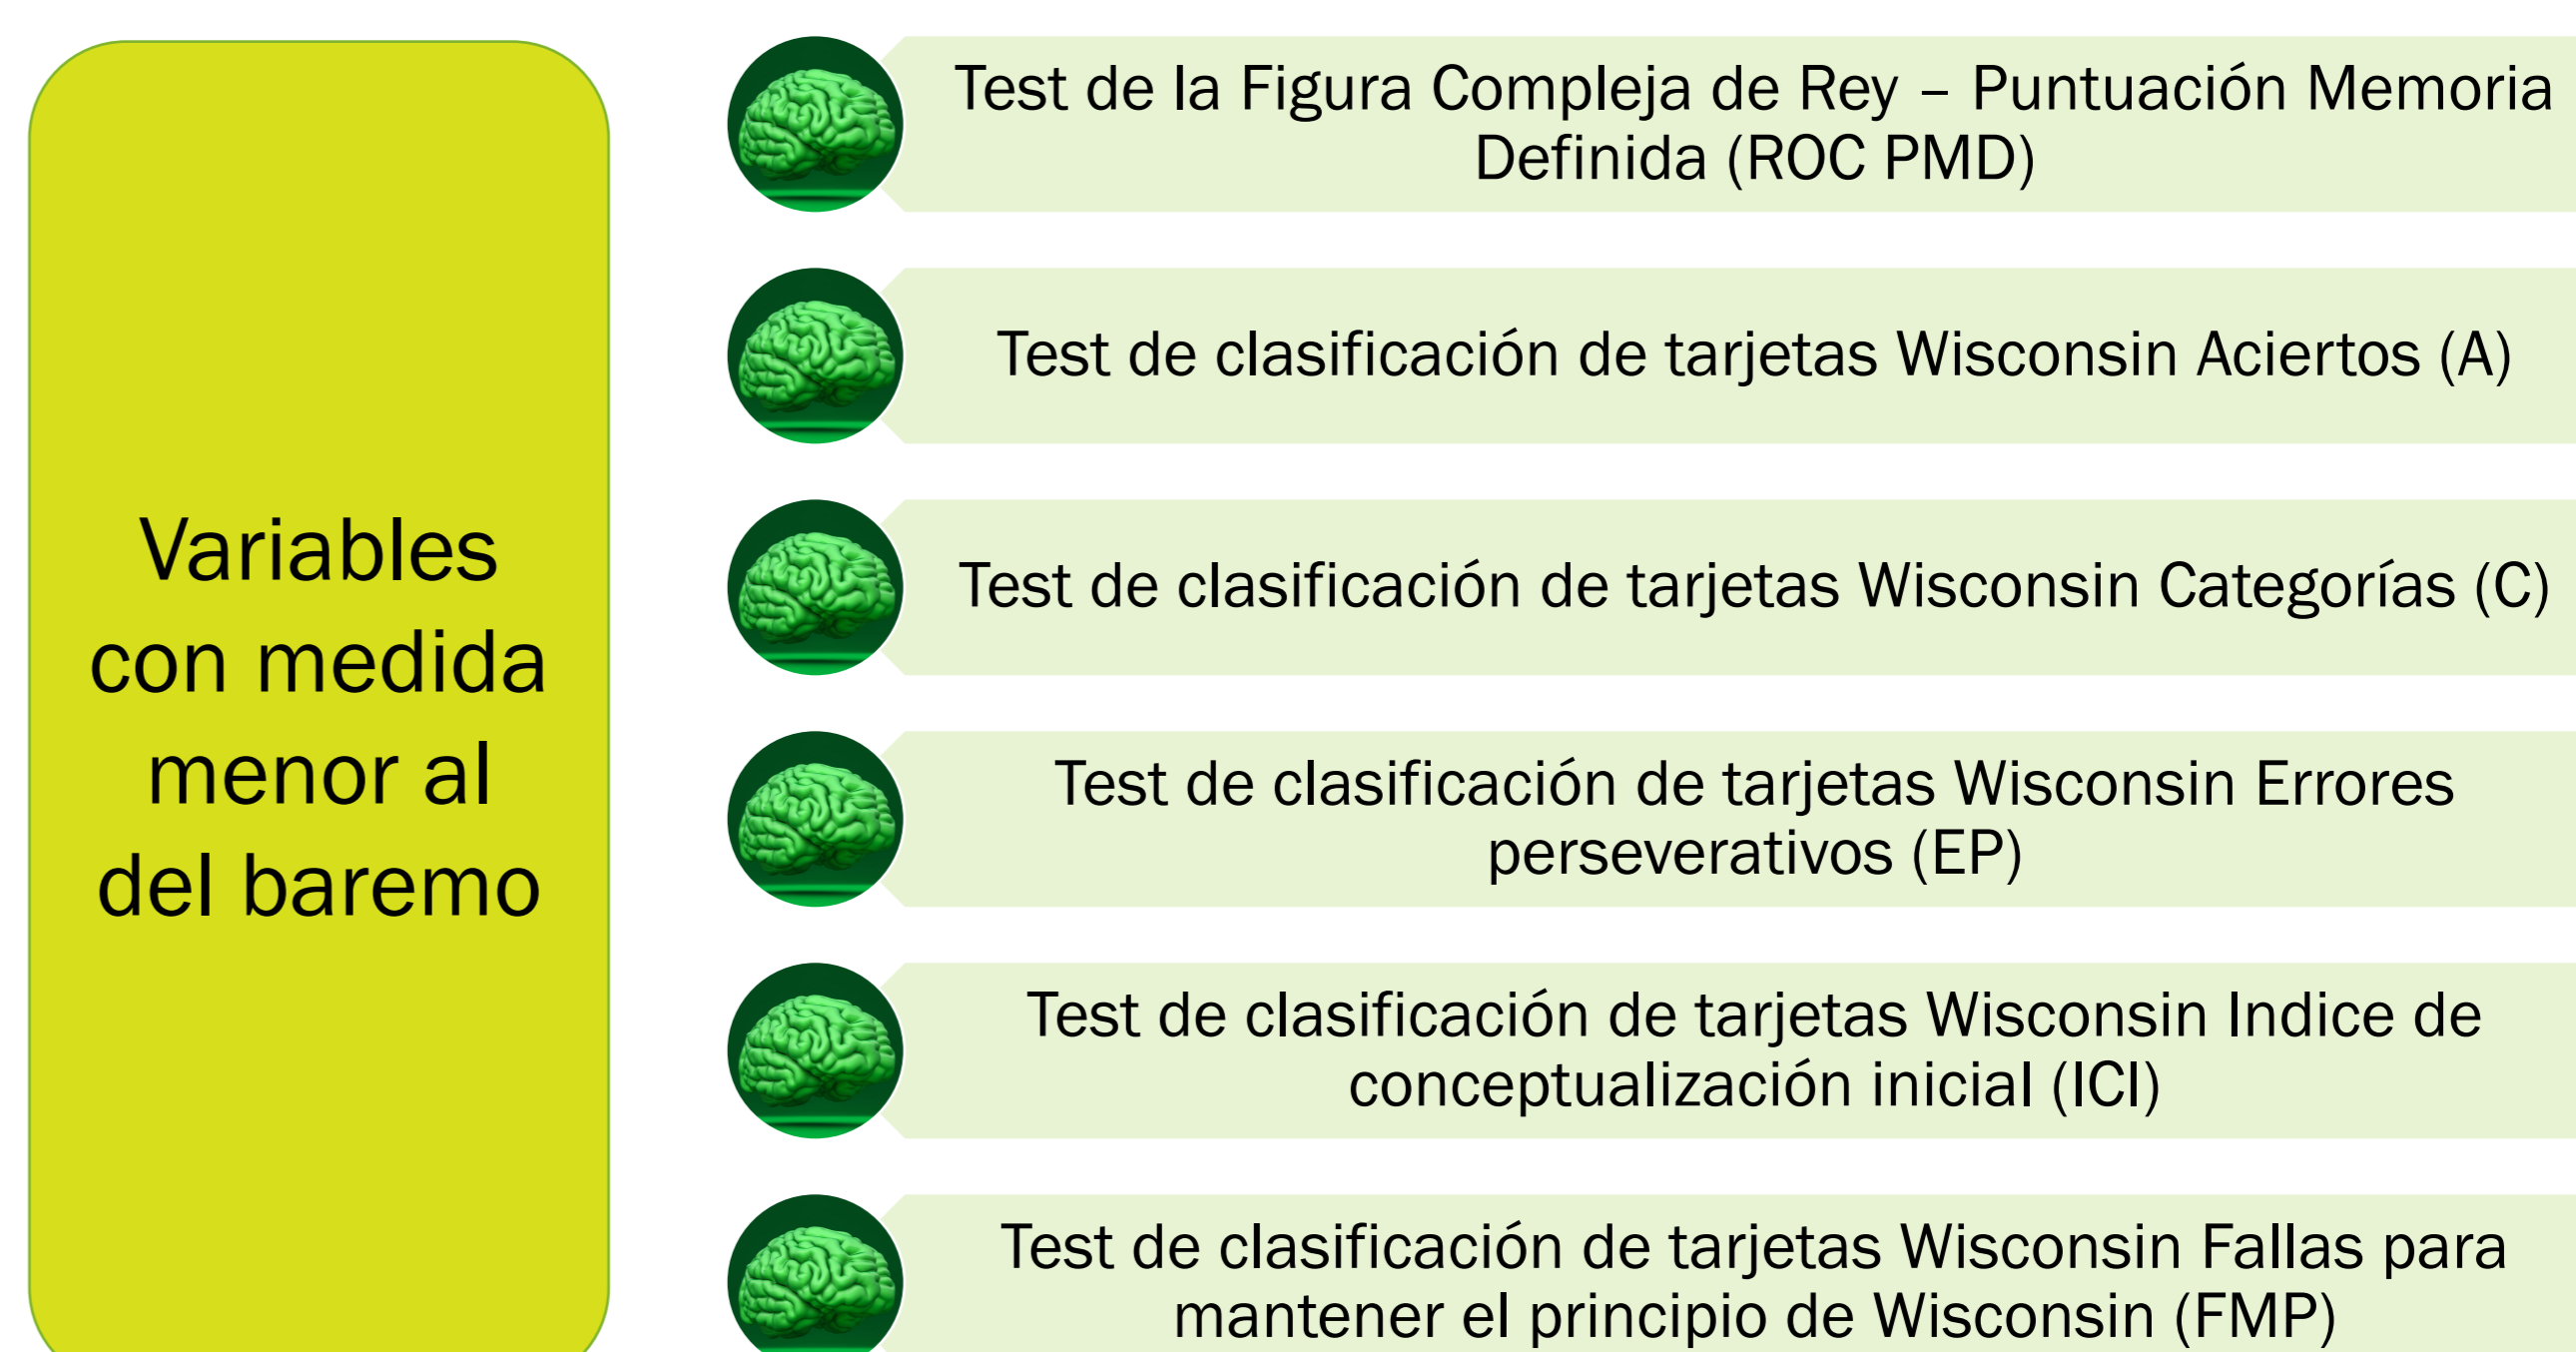 Variables
con medida
menor al
del baremo
Test de la Figura Compleja de Rey – Puntuación Memoria
Definida (ROC PMD)
Test de clasificación de tarjetas Wisconsin Aciertos (A)
Test de clasificación de tarjetas Wisconsin Categorías (C)
Test de clasificación de tarjetas Wisconsin Errores
perseverativos (EP)
Test de clasificación de tarjetas Wisconsin Indice de
conceptualización inicial (ICI)
Test de clasificación de tarjetas Wisconsin Fallas para
mantener el principio de Wisconsin (FMP)